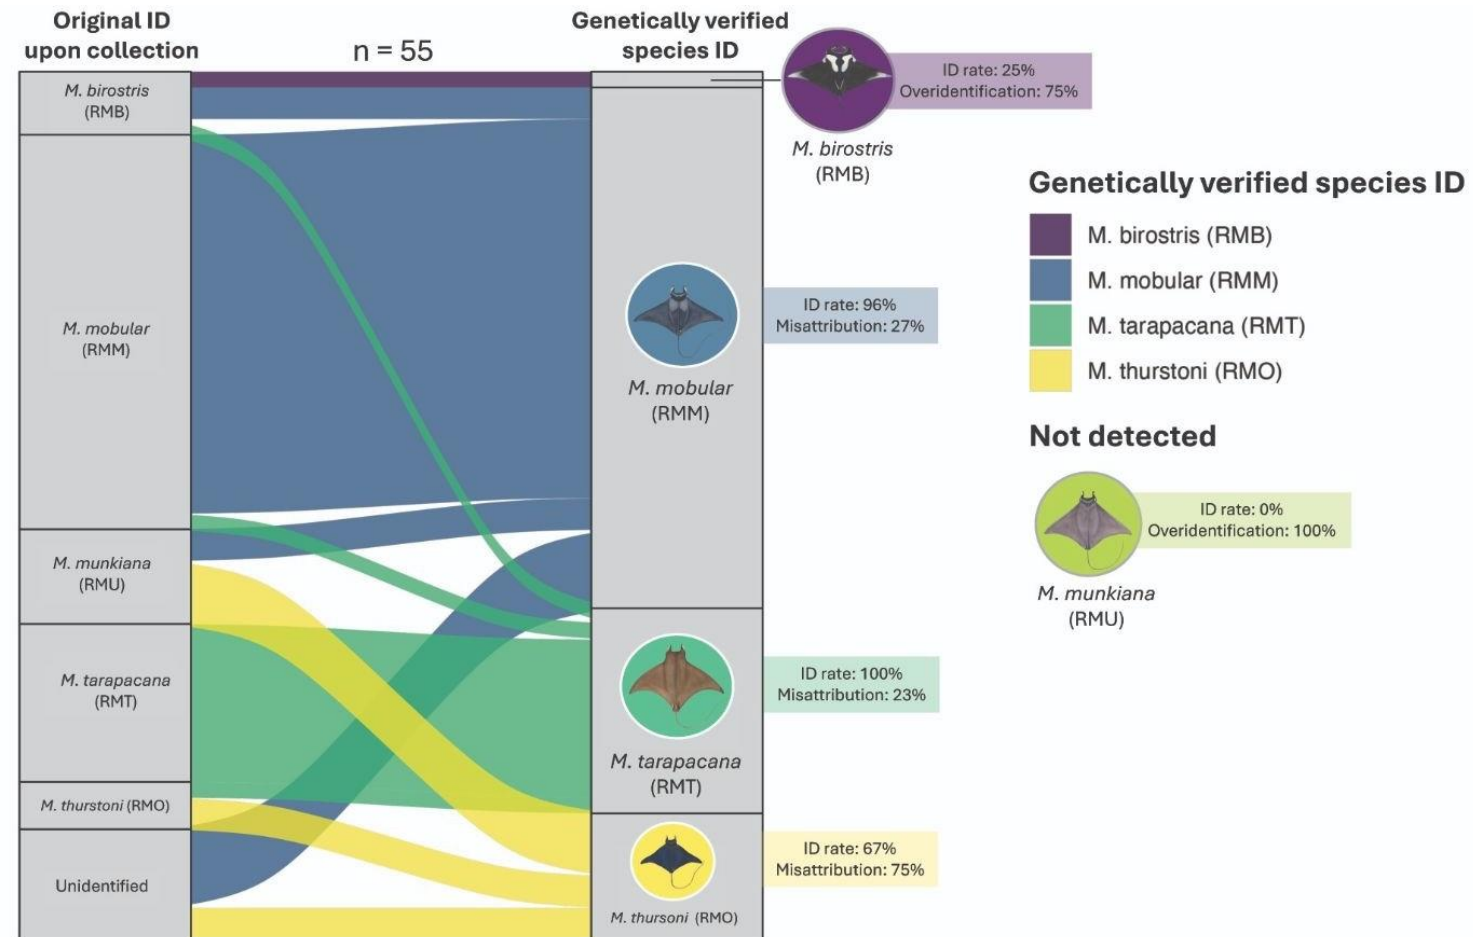 Original ID
upon collection
n = 55
Genetically verified
species ID
M. birostris
(RMB)
M. mobular
(RMM)
M. munkiana
(RMU)
M. tarapacana
(RMT)
M. thurstoni (RMO)
Unidentified
ID rate: 25%
Overidentification: 75%
M. birostris
(RMB)
ID rate: 96%
Misattribution: 27%
M. mobular
(RMM)
ID rate: 100%
Misattribution: 23%
M. tarapacana
(RMT)
ID rate: 67%
Misattribution: 75%
M. thursoni (RMO)
Genetically verified species ID
M. birostris (RMB)
M. mobular (RMM)
M. tarapacana (RMT)
M. thurstoni (RMO)
Not detected
ID rate: 0%
Overidentification: 100%
M. munkiana
(RMU)